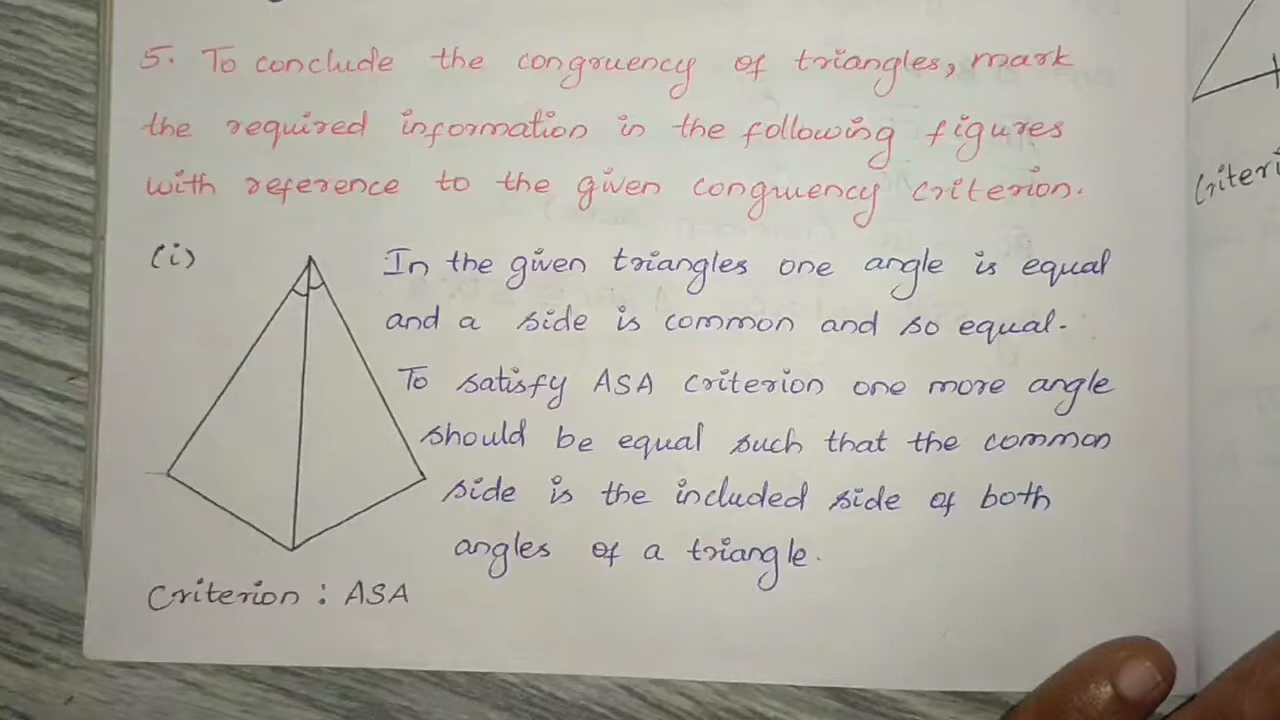 5. To conclude the congruency of triangles, mark
the required information in the following figures
with reference to the given congruency criterion.
(i)
In the given triangles one angle is equal
and a side is common and so equal.
To satisfy ASA criterion one more angle
should be equal such that the common
side is the included side of both
angles of a triangle.
Criterion : ASA
Criteri